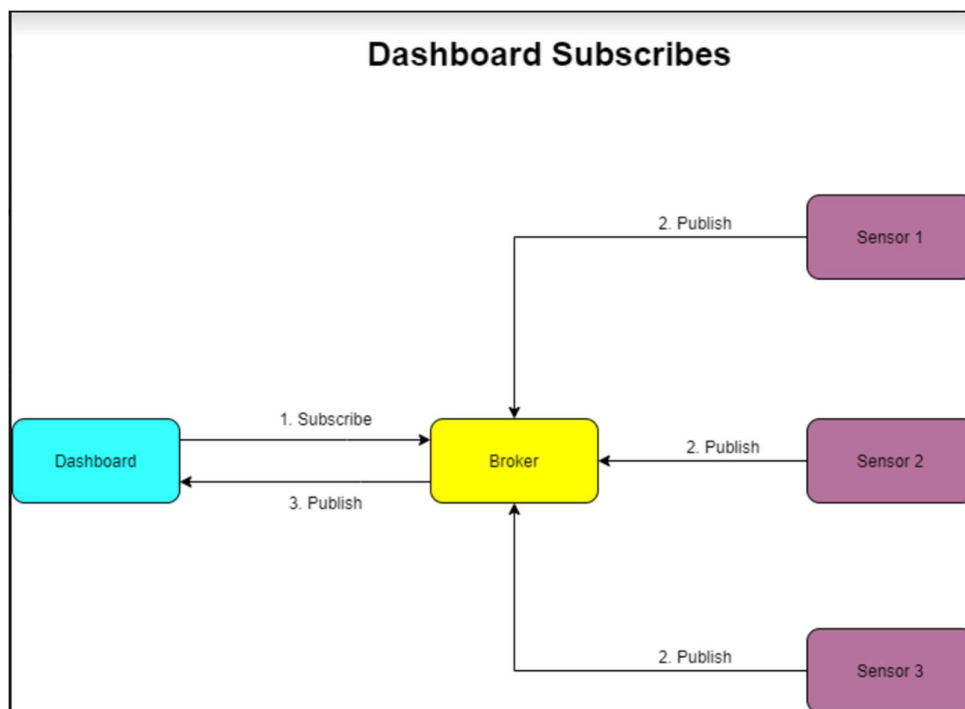 Dashboard Subscribes
2. Publish
Sensor 1
1. Subscribe
Dashboard
3. Publish
Broker
2. Publish
Sensor 2
2. Publish
Sensor 3